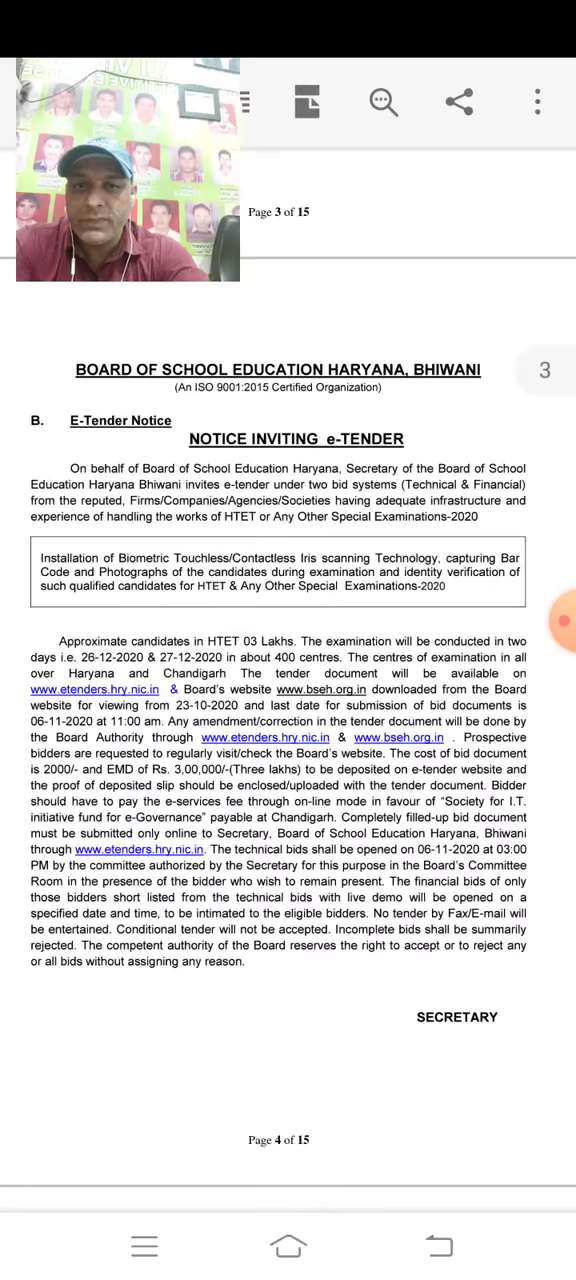 Page 3 of 15
BOARD OF SCHOOL EDUCATION HARYANA, BHIWANI
(An ISO 9001:2015 Certified Organization)
3
B. E-Tender Notice
NOTICE INVITING e-TENDER
On behalf of Board of School Education Haryana, Secretary of the Board of School
Education Haryana Bhiwani invites e-tender under two bid systems (Technical & Financial)
from the reputed, Firms/Companies/Agencies/Societies having adequate infrastructure and
experience of handling the works of HTET or Any Other Special Examinations-2020
Installation of Biometric Touchless/Contactless Iris scanning Technology, capturing Bar
Code and Photographs of the candidates during examination and identity verification of
such qualified candidates for HTET & Any Other Special Examinations-2020
Approximate candidates in HTET 03 Lakhs. The examination will be conducted in two
days i.e. 26-12-2020 & 27-12-2020 in about 400 centres. The centres of examination in all
over Haryana and Chandigarh The tender document will be available on
www.etenders.hry.nic.in & Board's website www.bseh.org.in downloaded from the Board
website for viewing from 23-10-2020 and last date for submission of bid documents is
06-11-2020 at 11:00 am. Any amendment/correction in the tender document will be done by
the Board Authority through www.etenders.hry.nic.in & www.bseh.org.in . Prospective
bidders are requested to regularly visit/check the Board's website. The cost of bid document
is 2000/- and EMD of Rs. 3,00,000/-(Three lakhs) to be deposited on e-tender website and
the proof of deposited slip should be enclosed/uploaded with the tender document. Bidder
should have to pay the e-services fee through on-line mode in favour of “Society for I.T.
initiative fund for e-Governance” payable at Chandigarh. Completely filled-up bid document
must be submitted only online to Secretary, Board of School Education Haryana, Bhiwani
through www.etenders.hry.nic.in. The technical bids shall be opened on 06-11-2020 at 03:00
PM by the committee authorized by the Secretary for this purpose in the Board's Committee
Room in the presence of the bidder who wish to remain present. The financial bids of only
those bidders short listed from the technical bids with live demo will be opened on a
specified date and time, to be intimated to the eligible bidders. No tender by Fax/E-mail will
be entertained. Conditional tender will not be accepted. Incomplete bids shall be summarily
rejected. The competent authority of the Board reserves the right to accept or to reject any
or all bids without assigning any reason.
SECRETARY
Page 4 of 15